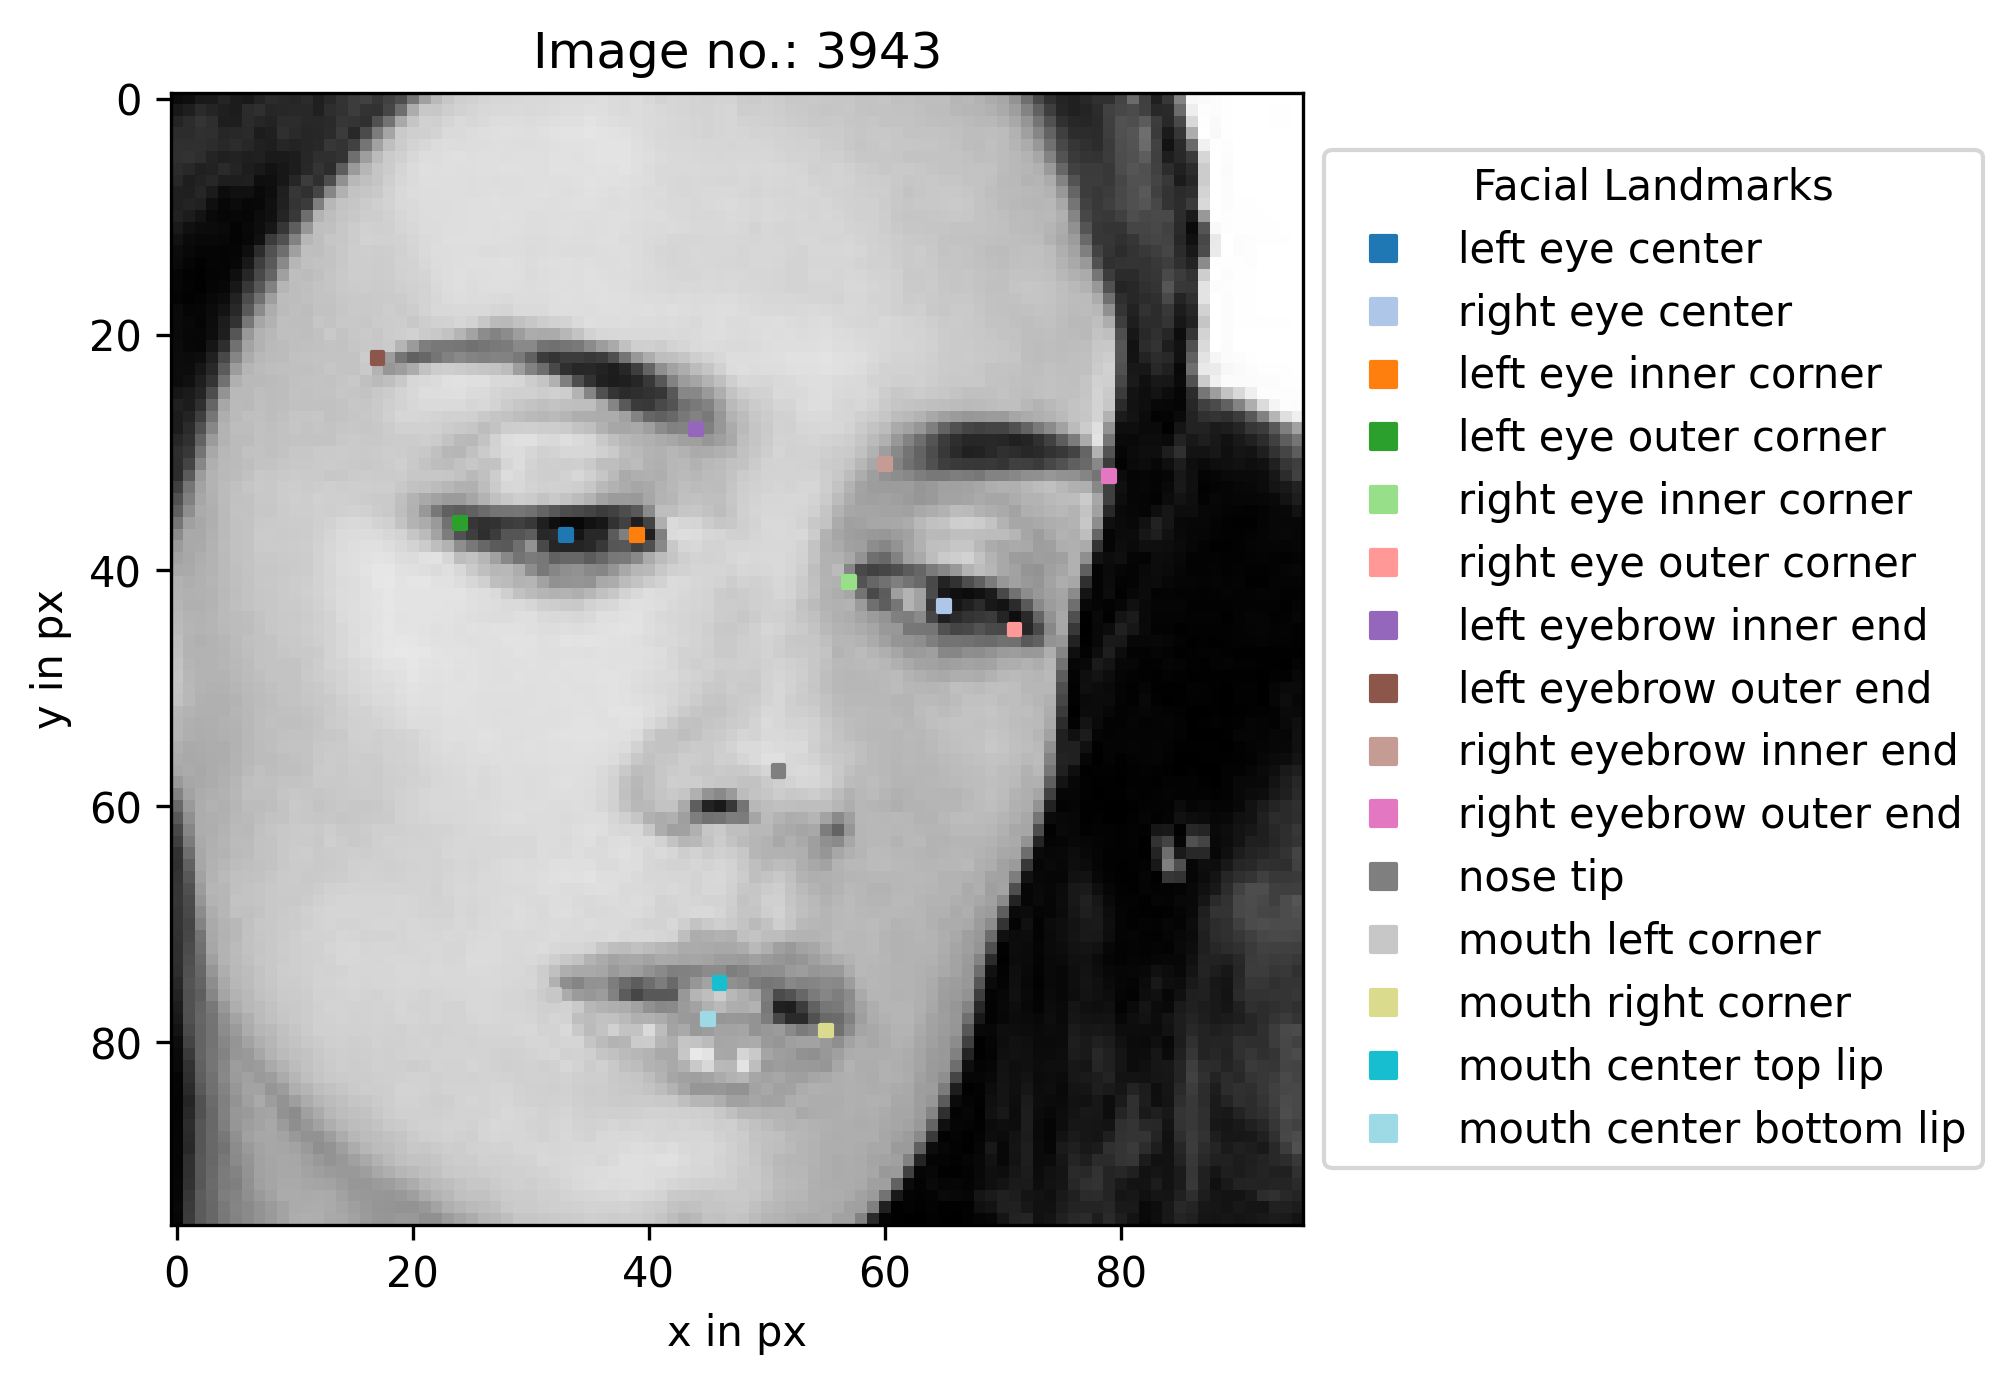 Image no.: 3943
0
20
40
60
80
y in px
0 20 40 60 80
x in px
Facial Landmarks
left eye center
right eye center
left eye inner corner
left eye outer corner
right eye inner corner
right eye outer corner
left eyebrow inner end
left eyebrow outer end
right eyebrow inner end
right eyebrow outer end
nose tip
mouth left corner
mouth right corner
mouth center top lip
mouth center bottom lip